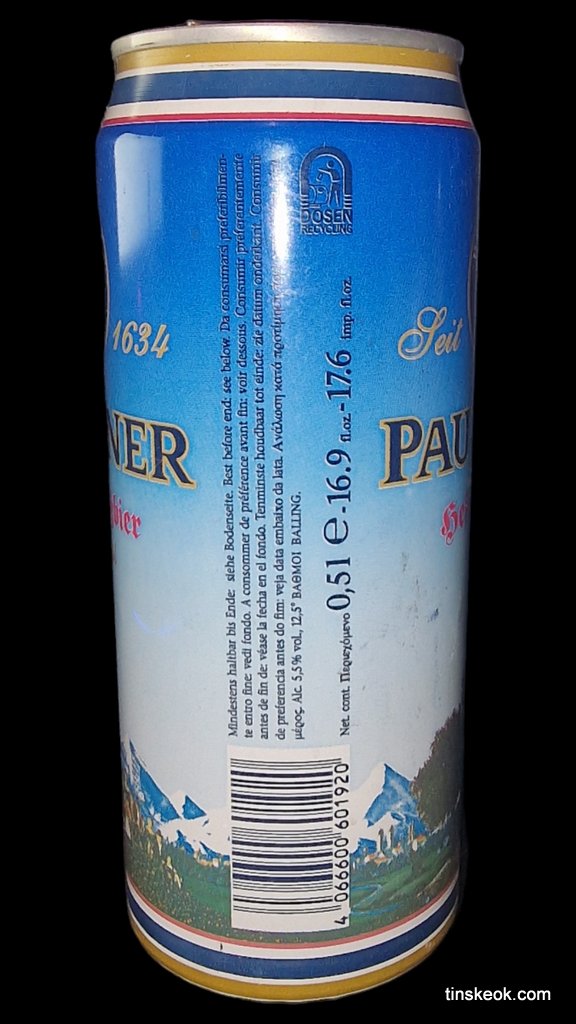 DOSEN
RECYCLING
1634
Seit
NER
PAU
bier
He
Mindestens haltbar bis Ende: siehe Bodenseite. Best before end: see below. Da consumarsi preferibilmen-
te entro fine: vedi fondo. A consommer de préférence avant fin: voir dessous. Consumir preferentemente
antes de fin de: véase la fecha en el fondo. Tenminste houdbaar tot einde: zie datum onderkant. Consumir
de preferencia antes do fim: veja data embaixo da lata. Ανάλωση κατά προτίμηση
μέρος. Alc. 5,5% vol., 12,5° ΒΑΘΜΟΙ BALLING.
Net. cont. Περιεχόμενο 0,51 e -16.9 fl.oz.-17.6 imp. fl.oz.
4 066600 601920
tinskeok.com